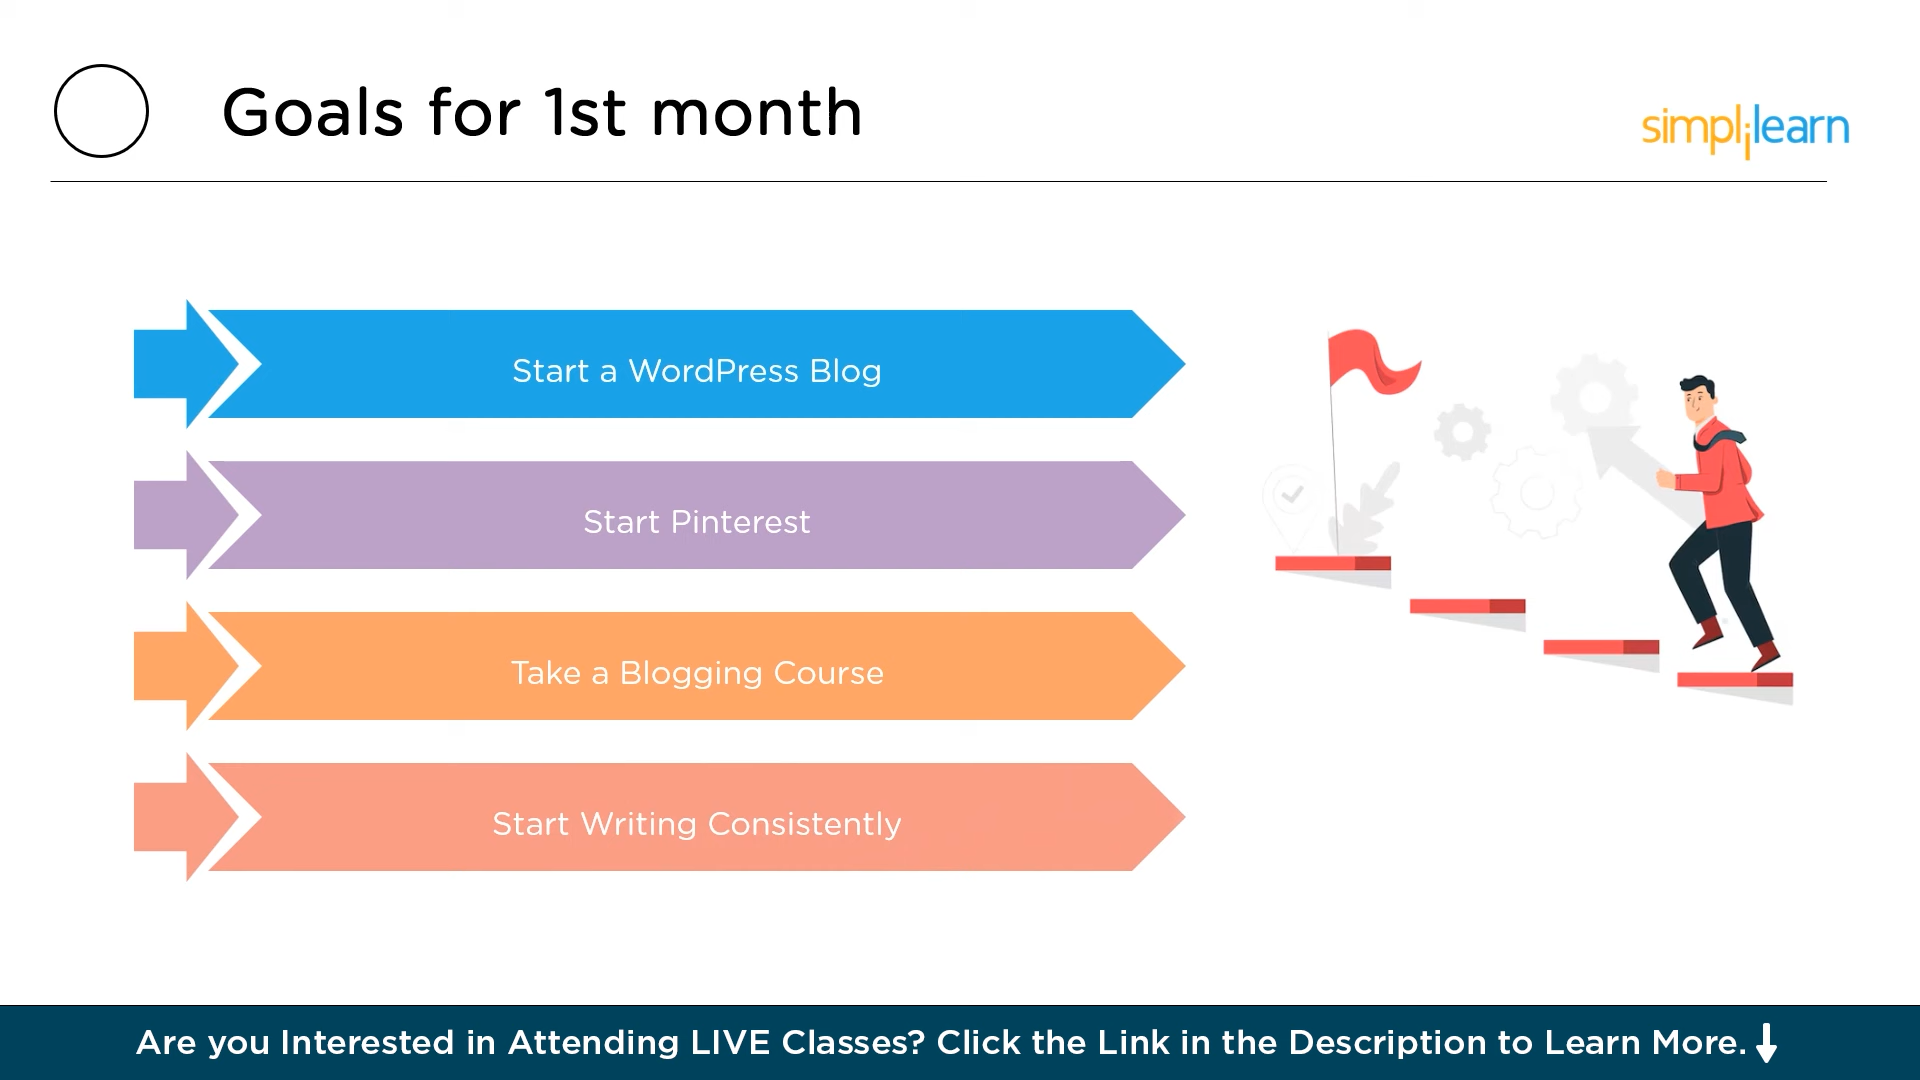 Goals for 1st month
simplilearn
Start a WordPress Blog
Start Pinterest
Take a Blogging Course
Start Writing Consistently
Are you Interested in Attending LIVE Classes? Click the Link in the Description to Learn More.